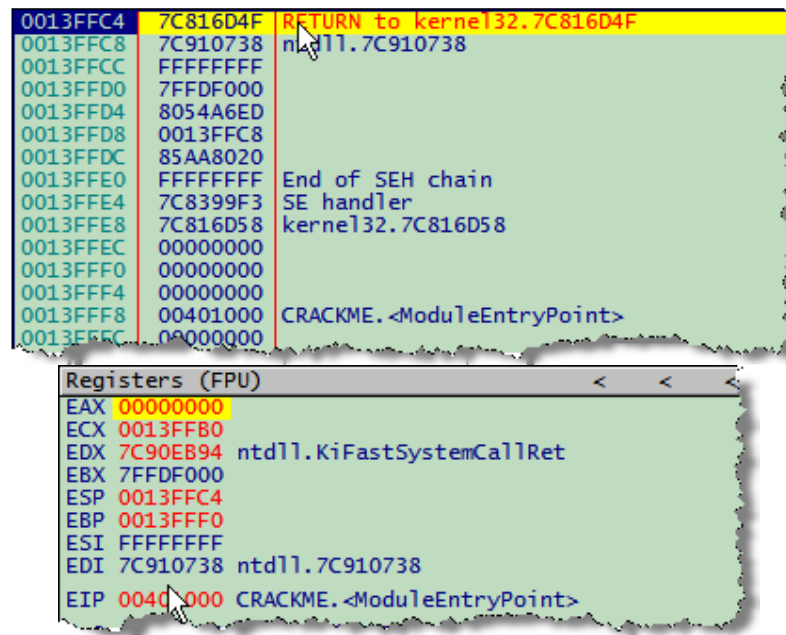 0013FFC4 7C816D4F RETURN to kernel32.7C816D4F
0013FFC8 7C910738 ntdll.7C910738
0013FFCC FFFFFFFF
0013FFD0 7FFDF000
0013FFD4 8054A6ED
0013FFD8 0013FFC8
0013FFDC 85AA8020
0013FFE0 FFFFFFFF End of SEH chain
0013FFE4 7C8399F3 SE handler
0013FFE8 7C816D58 kernel32.7C816D58
0013FFEC 00000000
0013FFF0 00000000
0013FFF4 00000000
0013FFF8 00401000 CRACKME.<ModuleEntryPoint>
0013FFFC 00000000
Registers (FPU) < < <
EAX 00000000
ECX 0013FFB0
EDX 7C90EB94 ntdll.KiFastSystemCallRet
EBX 7FFDF000
ESP 0013FFC4
EBP 0013FFF0
ESI FFFFFFFF
EDI 7C910738 ntdll.7C910738
EIP 00401000 CRACKME.<ModuleEntryPoint>